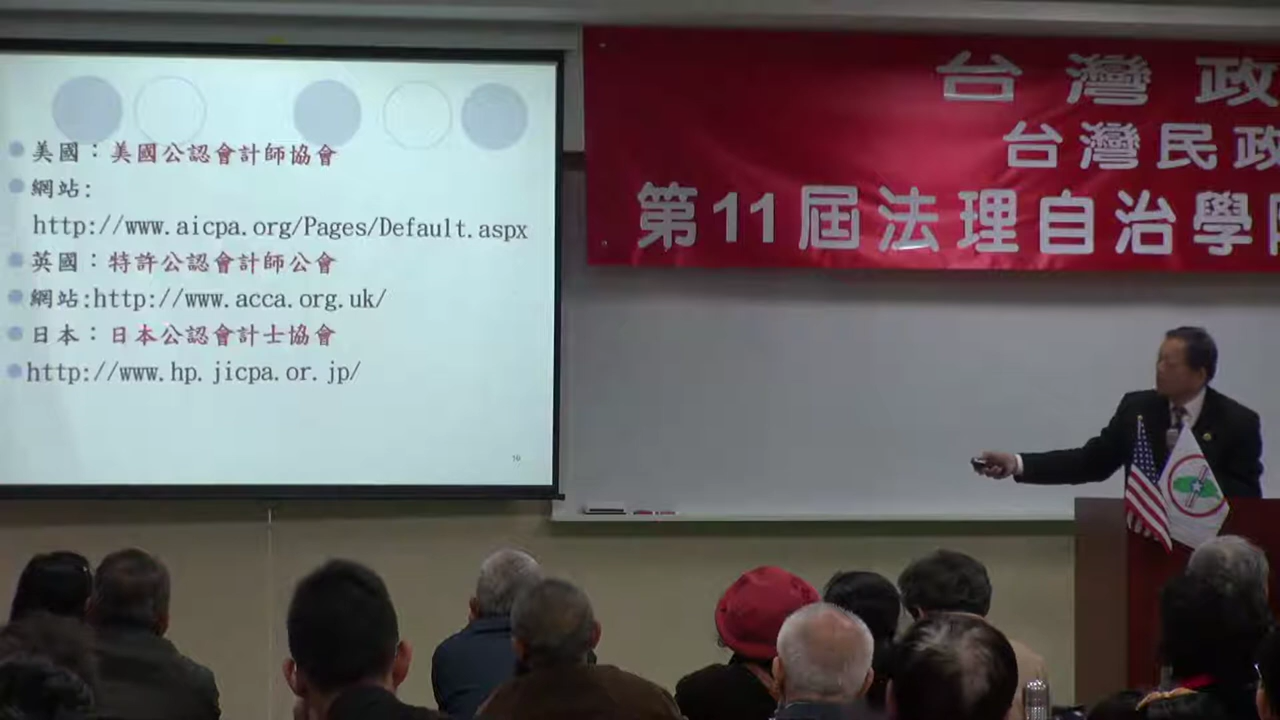 美國：美國公認會計師協會
網站:
http://www.aicpa.org/Pages/Default.aspx
英國：特許公認會計師公會
網站:http://www.acca.org.uk/
日本：日本公認會計士協會
http://www.hp.jicpa.or.jp/
台灣政
台灣民政
第11屆法理自治學